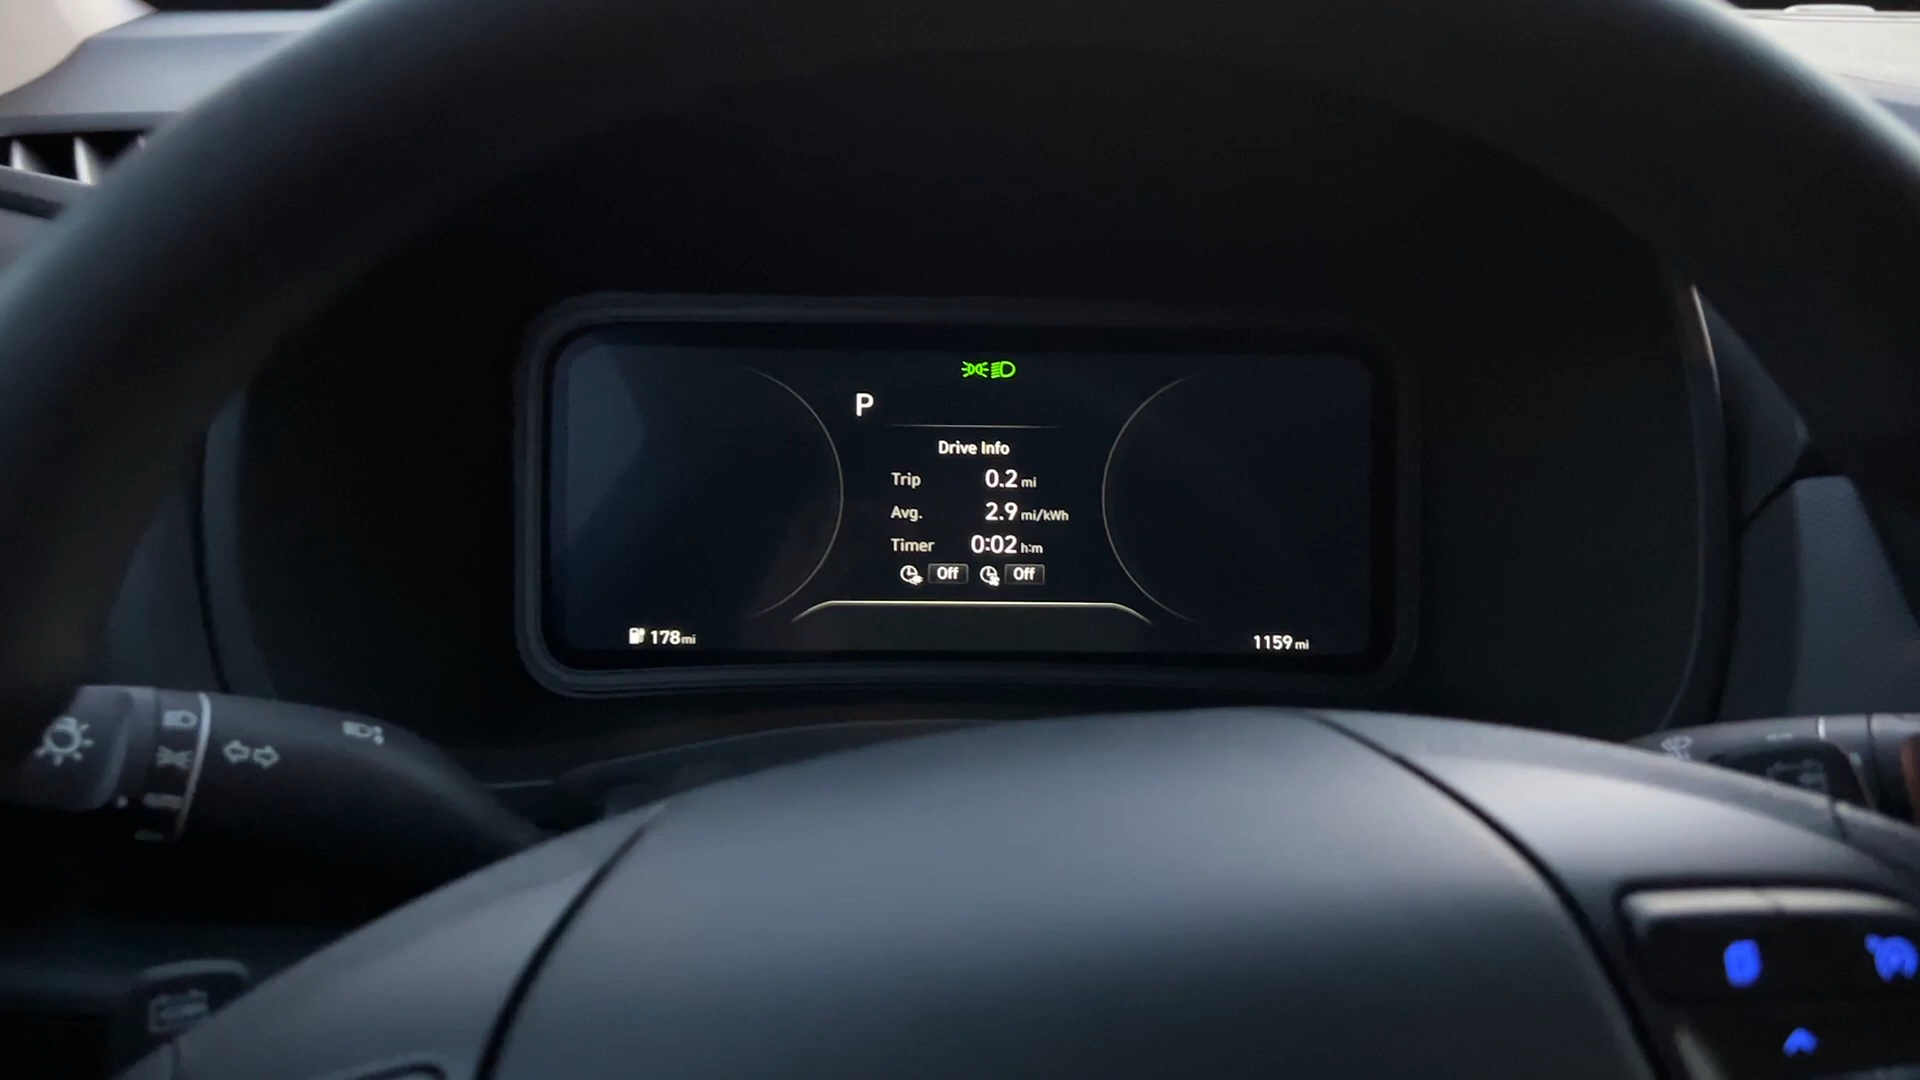 P
Drive Info
Trip 0.2 mi
Avg. 2.9 mi/kWh
Timer 0:02 h:m
Off Off
178mi
1159 mi